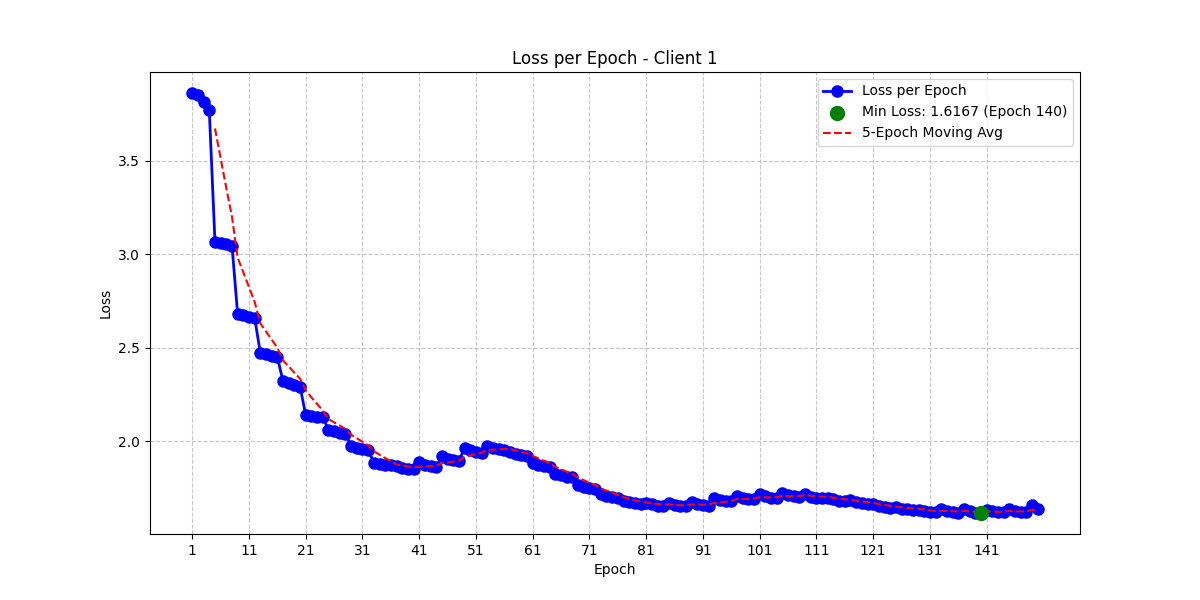 Loss per Epoch - Client 1
Loss per Epoch
Min Loss: 1.6167 (Epoch 140)
5-Epoch Moving Avg
Loss
3.5
3.0
2.5
2.0
1 11 21 31 41 51 61 71 81 91 101 111 121 131 141
Epoch